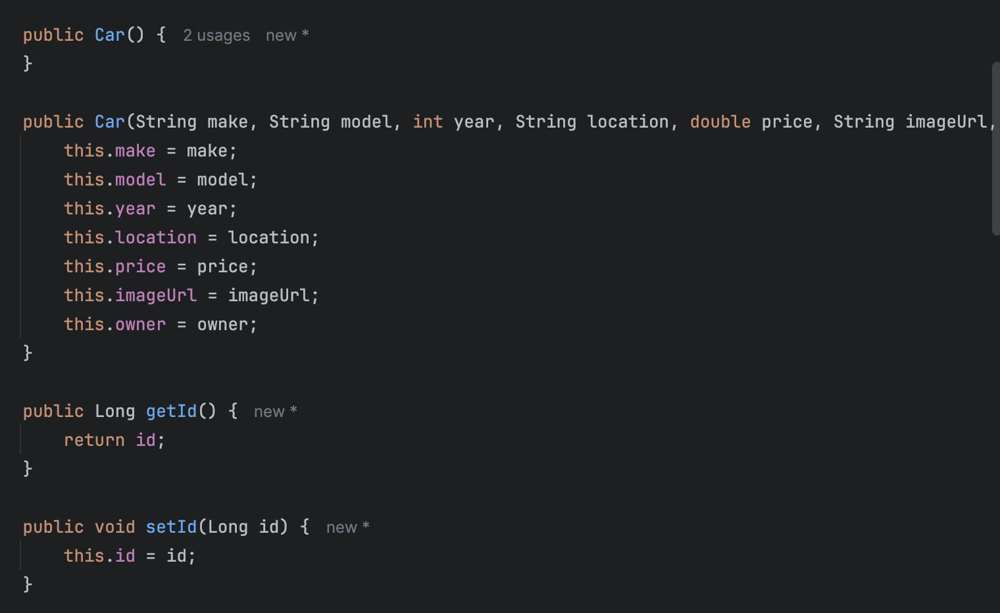 public Car() { 2 usages new *
}
public Car(String make, String model, int year, String location, double price, String imageUrl,
this.make = make;
this.model = model;
this.year = year;
this.location = location;
this.price = price;
this.imageUrl = imageUrl;
this.owner = owner;
}
public Long getId() { new *
return id;
}
public void setId(Long id) { new *
this.id = id;
}